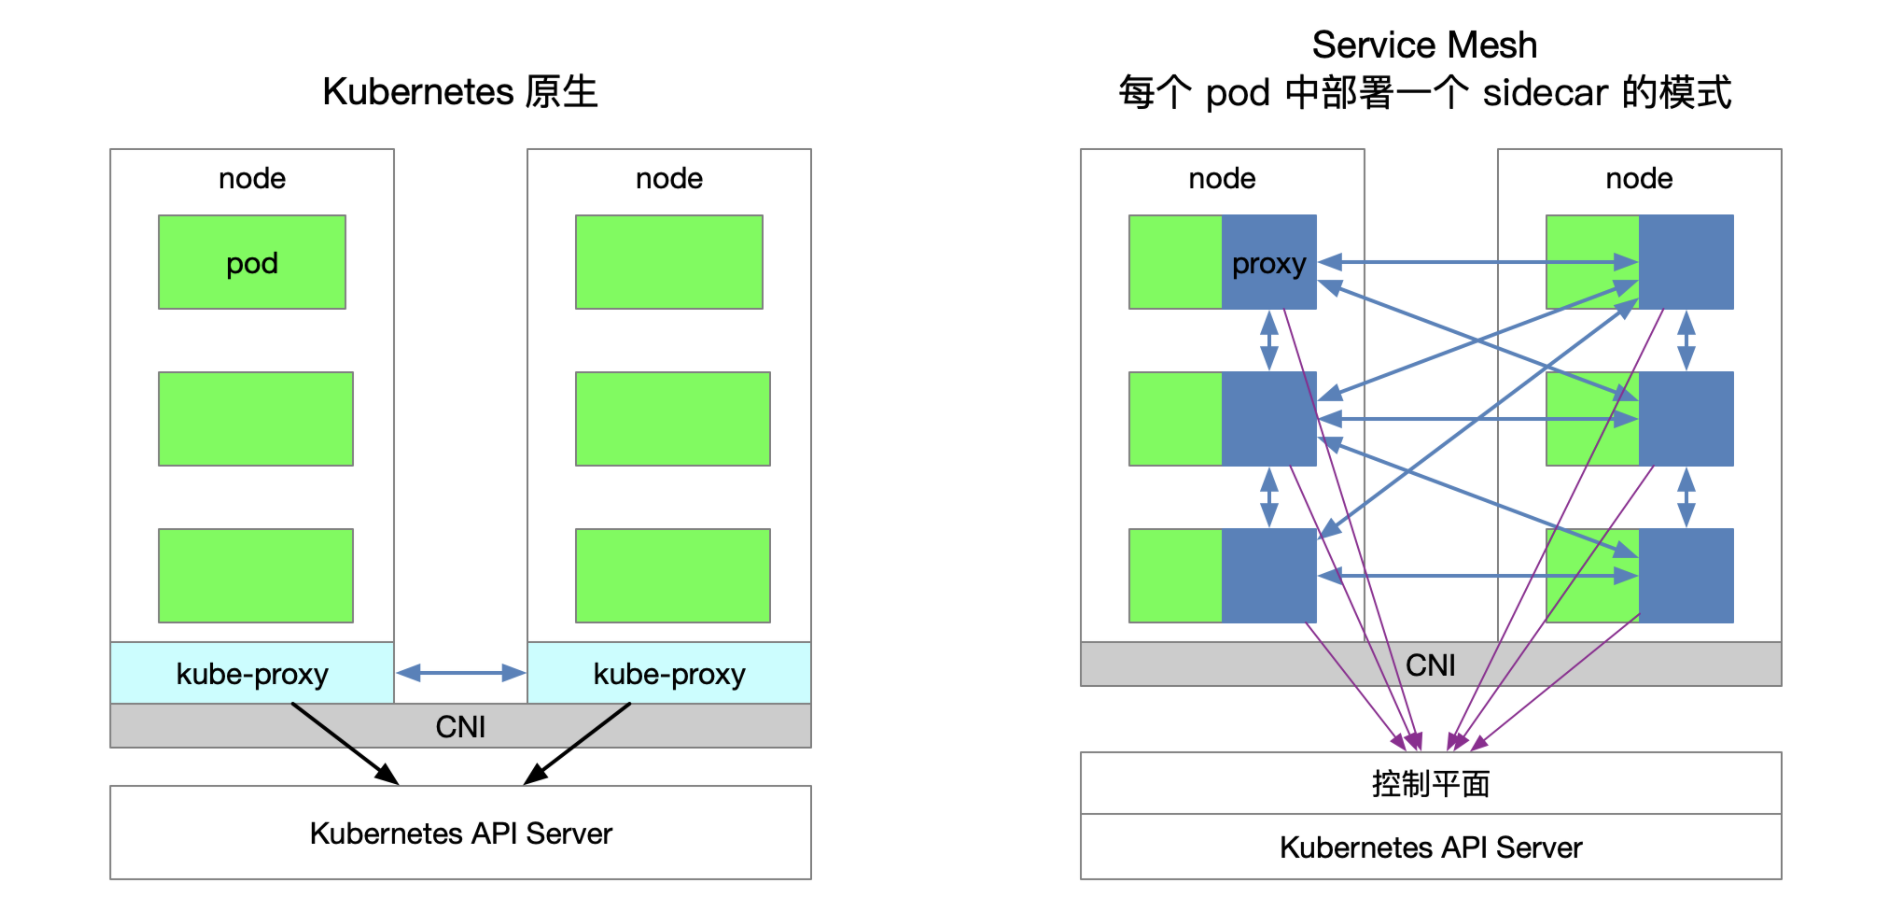 Kubernetes 原生
node
node
pod
kube-proxy
kube-proxy
CNI
Kubernetes API Server
Service Mesh
每个 pod 中部署一个 sidecar 的模式
node
node
proxy
CNI
控制平面
Kubernetes API Server